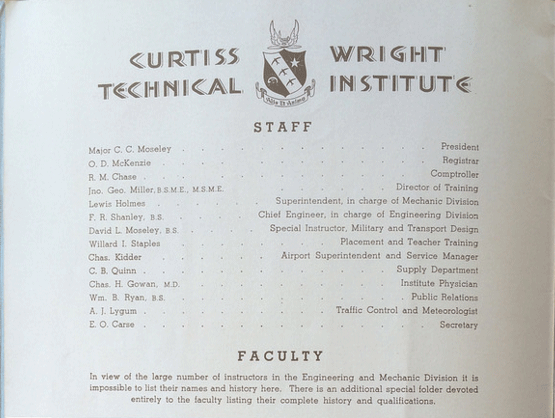 CURTISS WRIGHT
TECHNICAL INSTITUTE
STAFF
Major C. C. Moseley . . . . . . . . . . . President
O. D. McKenzie . . . . . . . . . . . Registrar
R. M. Chase . . . . . . . . . . . Comptroller
Jno. Geo. Miller, B.S.M.E., M.S.M.E. . . . . . . . Director of Training
Lewis Holmes . . . . . Superintendent, in charge of Mechanic Division
F. R. Shanley, B.S. . . . . Chief Engineer, in charge of Engineering Division
David L. Moseley, B.S. . . . . Special Instructor, Military and Transport Design
Willard I. Staples . . . . . . . Placement and Teacher Training
Chas. Kidder . . . . . . Airport Superintendent and Service Manager
C. B. Quinn . . . . . . . . . . Supply Department
Chas. H. Gowan, M.D. . . . . . . . . Institute Physician
Wm. B. Ryan, B.S. . . . . . . . . . Public Relations
A. J. Lygum . . . . . . . Traffic Control and Meteorologist
E. O. Carse . . . . . . . . . . . . Secretary
FACULTY
In view of the large number of instructors in the Engineering and Mechanic Division it is
impossible to list their names and history here. There is an additional special folder devoted
entirely to the faculty listing their complete history and qualifications.